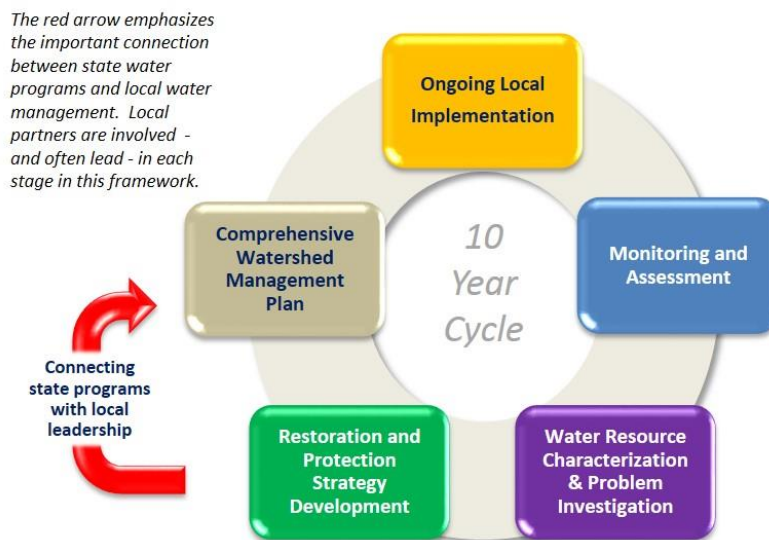 The red arrow emphasizes
the important connection
between state water
programs and local water
management.  Local
partners are involved  -
and often lead - in each
stage in this framework.
Ongoing Local
Implementation
Monitoring and
Assessment
Water Resource
Characterization
& Problem
Investigation
Restoration and
Protection
Strategy
Development
Comprehensive
Watershed
Management
Plan
10
Year
Cycle
Connecting
state programs
with local
leadership